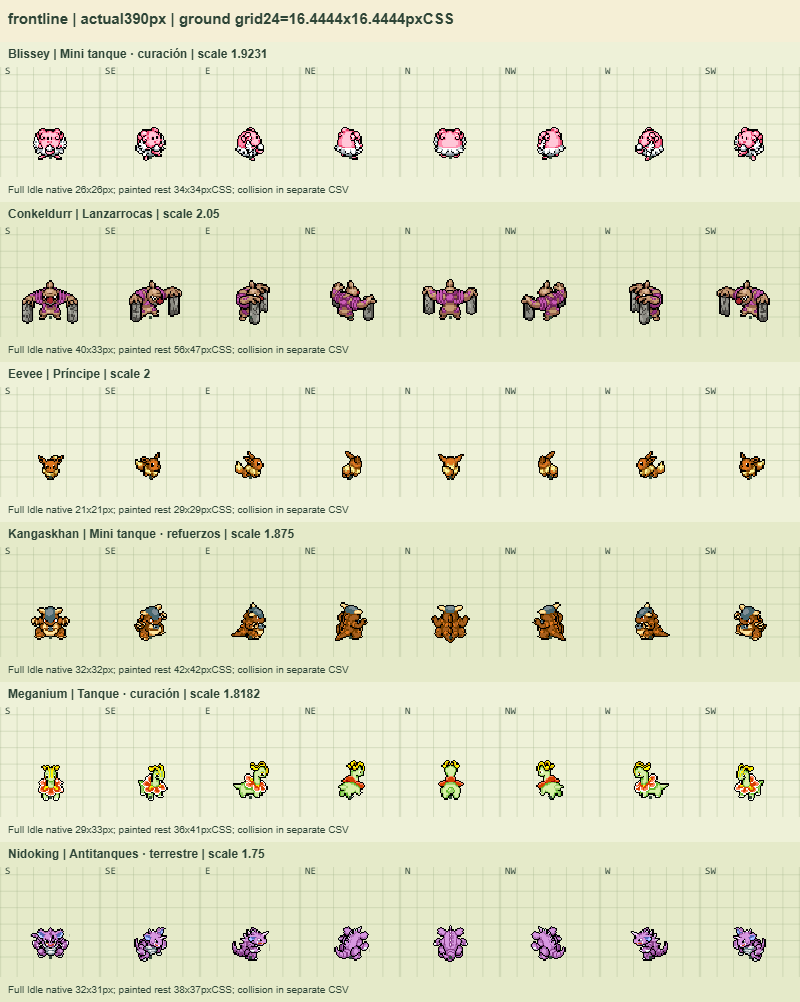 frontline | actual390px | ground grid24=16.4444x16.4444pxCSS
Blissey | Mini tanque · curación | scale 1.9231
S SE E NE N NW W SW
Full Idle native 26x26px; painted rest 34x34pxCSS; collision in separate CSV
Conkeldurr | Lanzarrocas | scale 2.05
S SE E NE N NW W SW
Full Idle native 40x33px; painted rest 56x47pxCSS; collision in separate CSV
Eevee | Príncipe | scale 2
S SE E NE N NW W SW
Full Idle native 21x21px; painted rest 29x29pxCSS; collision in separate CSV
Kangaskhan | Mini tanque · refuerzos | scale 1.875
S SE E NE N NW W SW
Full Idle native 32x32px; painted rest 42x42pxCSS; collision in separate CSV
Meganium | Tanque · curación | scale 1.8182
S SE E NE N NW W SW
Full Idle native 29x33px; painted rest 36x41pxCSS; collision in separate CSV
Nidoking | Antitanques · terrestre | scale 1.75
S SE E NE N NW W SW
Full Idle native 32x31px; painted rest 38x37pxCSS; collision in separate CSV